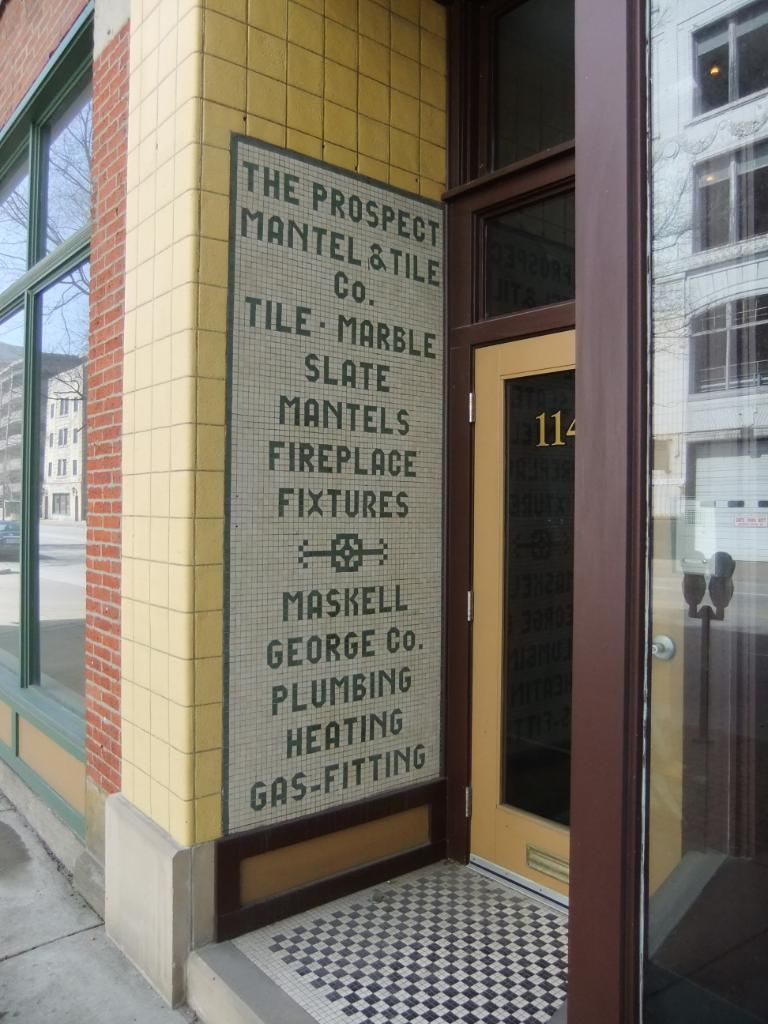 THE PROSPECT
MANTEL & TILE
Co.
TILE · MARBLE
SLATE
MANTELS
FIREPLACE
FIXTURES
MASKELL
GEORGE Co.
PLUMBING
HEATING
GAS-FITTING
114